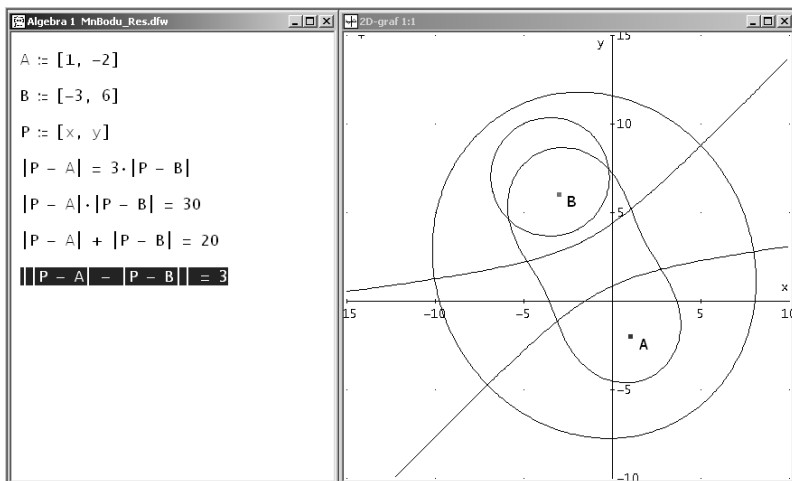 Algebra 1 MnBodu_Res.dfw
A := [1, -2]
B := [-3, 6]
P := [x, y]
|P - A| = 3·|P - B|
|P - A|·|P - B| = 30
|P - A| + |P - B| = 20
||P - A| - |P - B|| = 3
2D-graf 1:1
y
15
10
B
5
x
-15
-10
-5
5
10
A
-5
-10